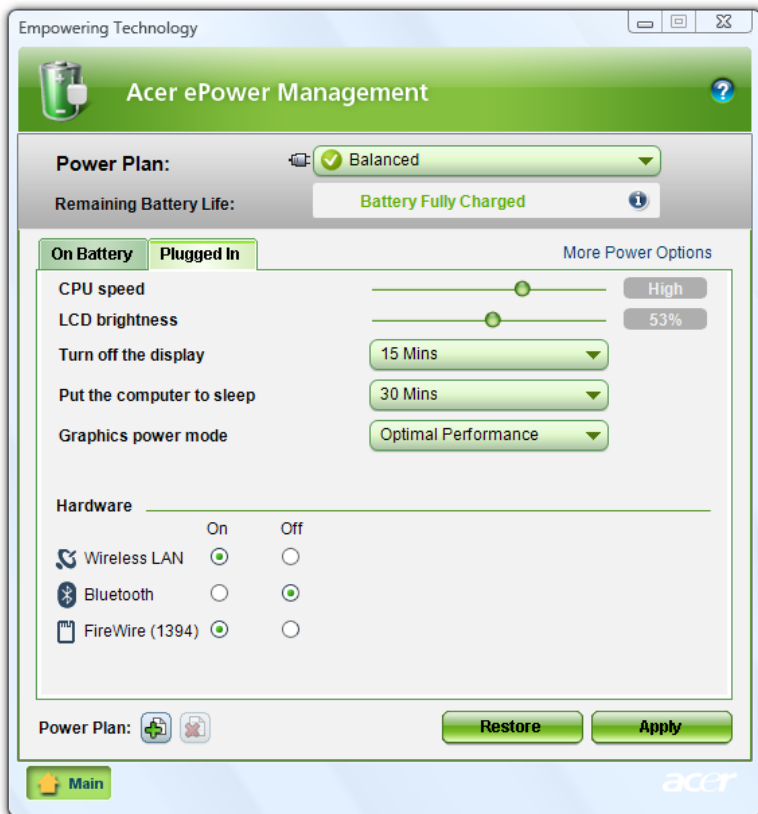 Empowering Technology
Acer ePower Management
Power Plan: Balanced
Remaining Battery Life: Battery Fully Charged
On Battery Plugged In More Power Options
CPU speed High
LCD brightness 53%
Turn off the display 15 Mins
Put the computer to sleep 30 Mins
Graphics power mode Optimal Performance
Hardware
On Off
Wireless LAN
Bluetooth
FireWire (1394)
Power Plan: Restore Apply
Main acer